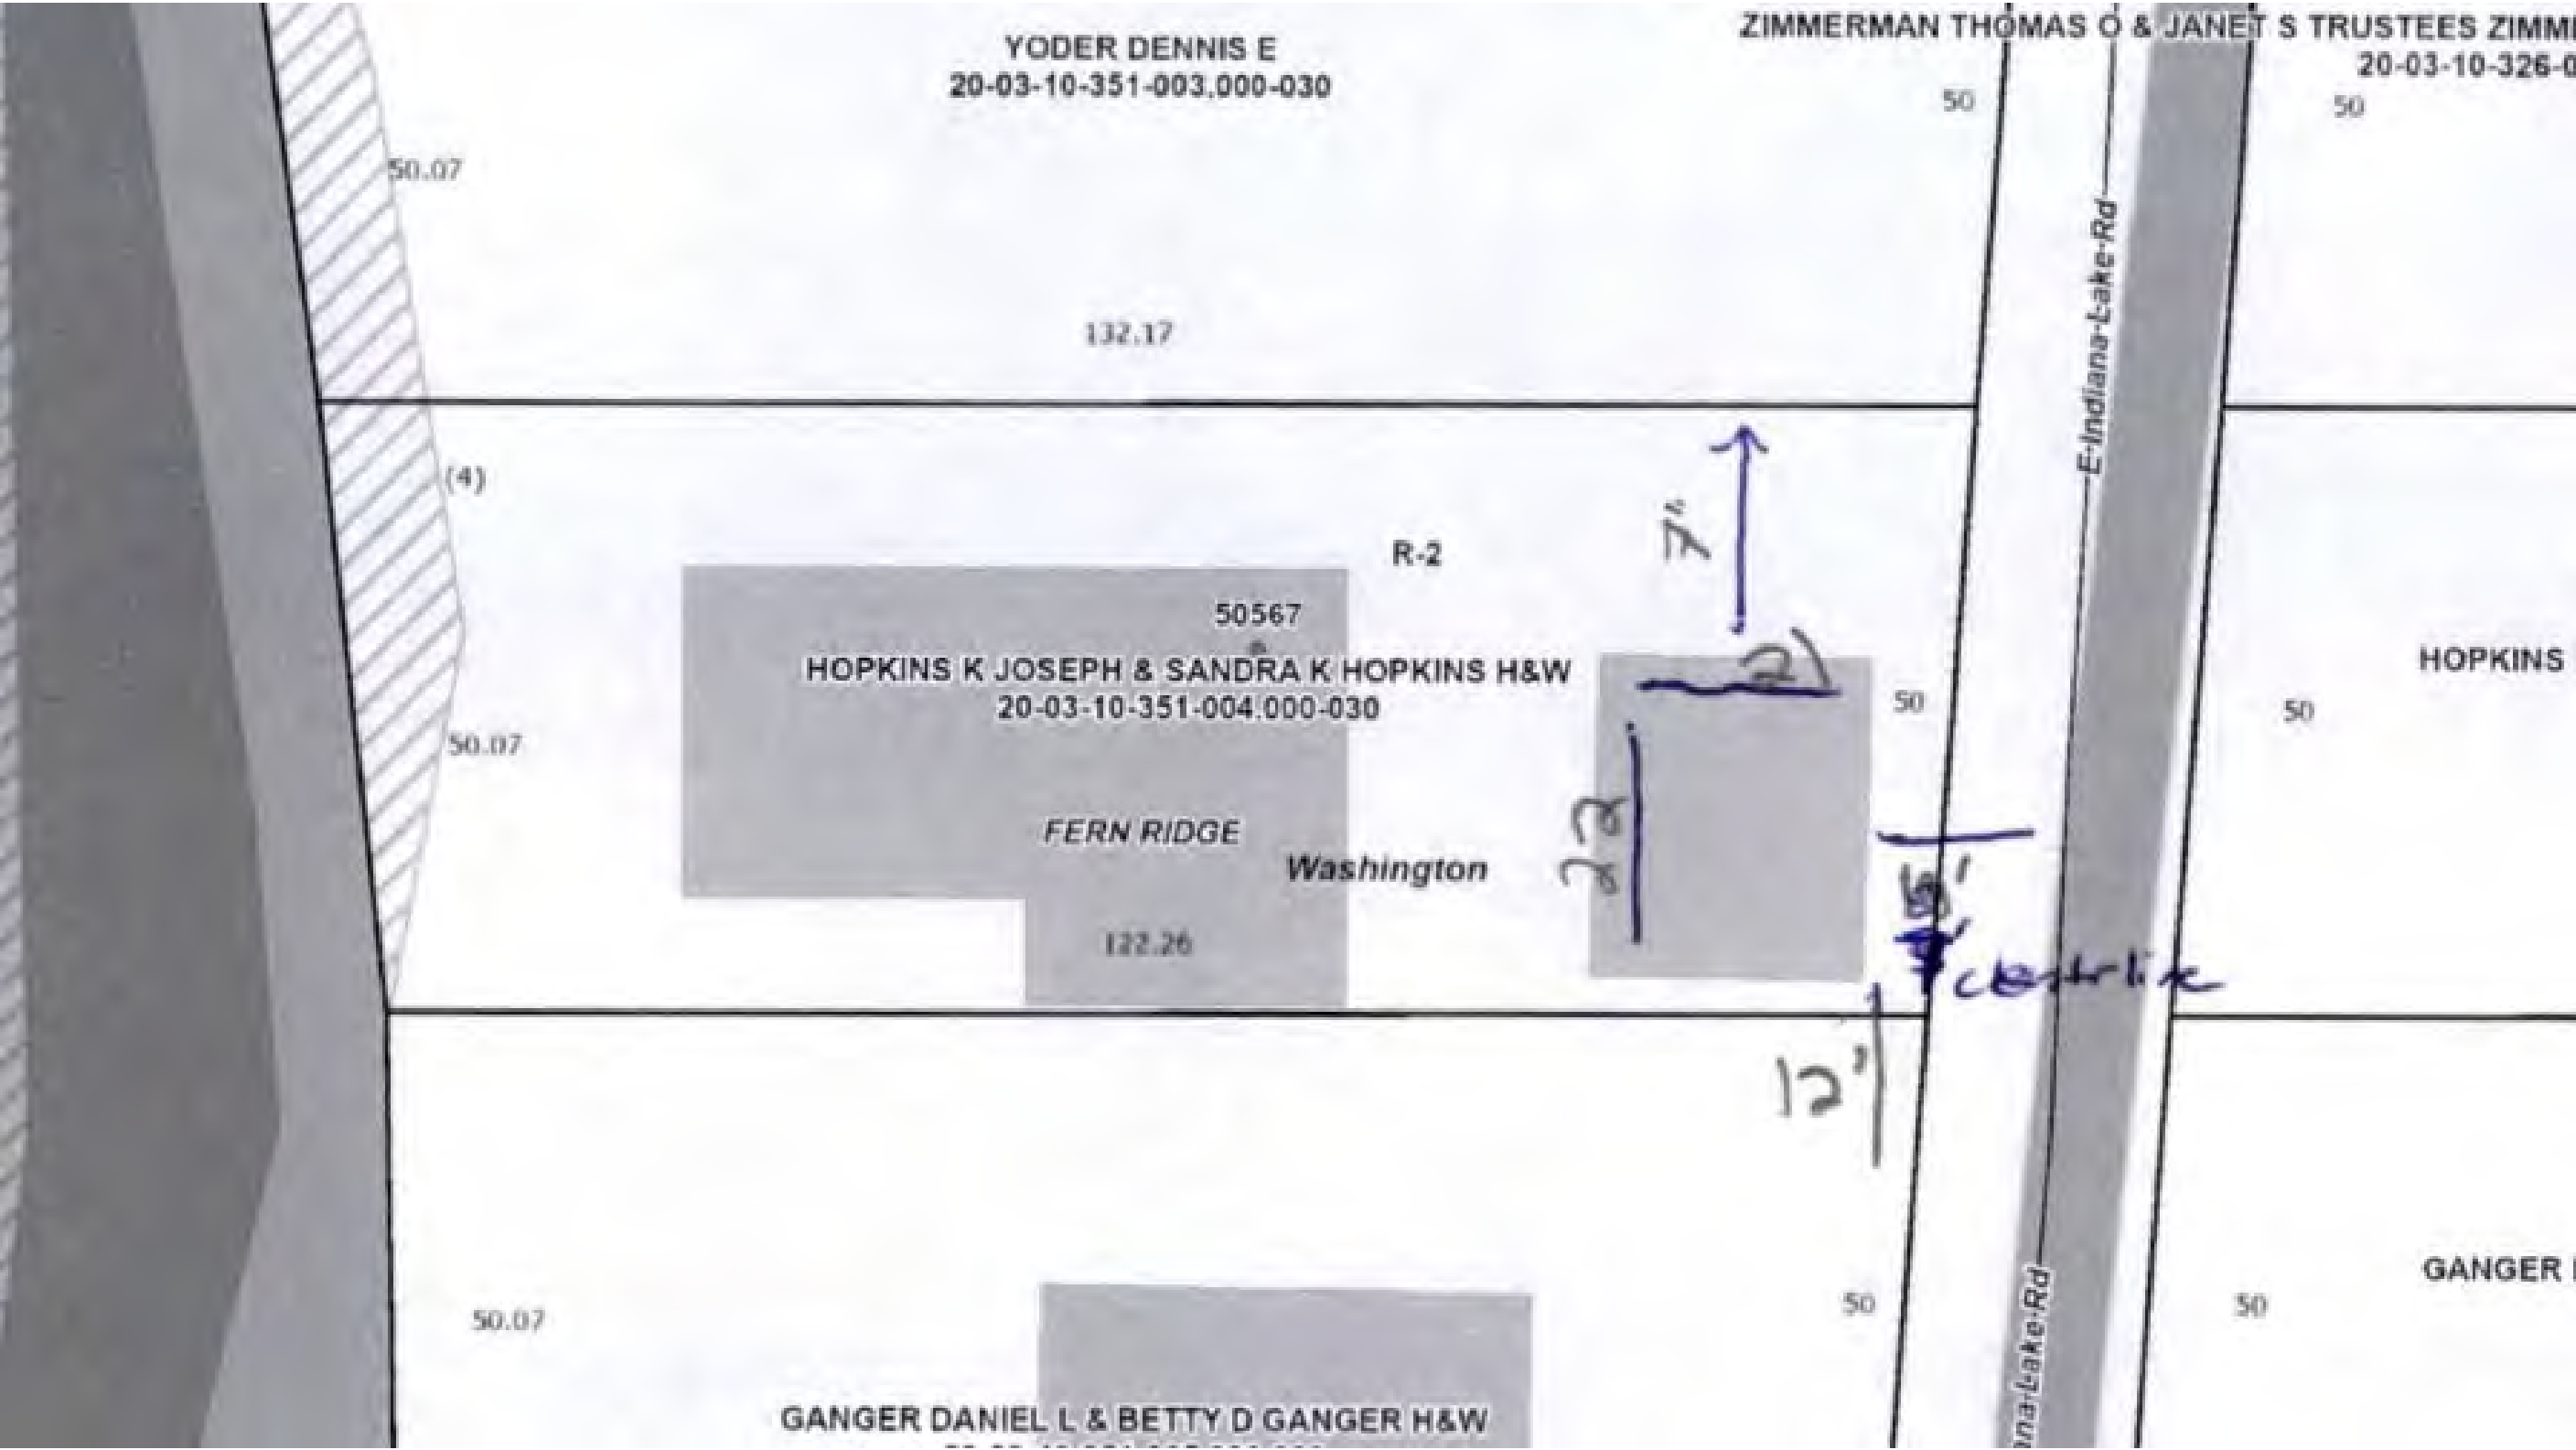 YODER DENNIS E
20-03-10-351-003.000-030
ZIMMERMAN THOMAS O & JANET S TRUSTEES ZIMM
20-03-10-326-0
50
50
50.07
E-Indiana-Lake-Rd
132.17
(4)
7'
R-2
50567
HOPKINS K JOSEPH & SANDRA K HOPKINS H&W
20-03-10-351-004.000-030
21
50
HOPKINS
50
50.07
22
FERN RIDGE
Washington
122.26
centerline
12'
50.07
50
50
GANGER
na-Lake-Rd
GANGER DANIEL L & BETTY D GANGER H&W